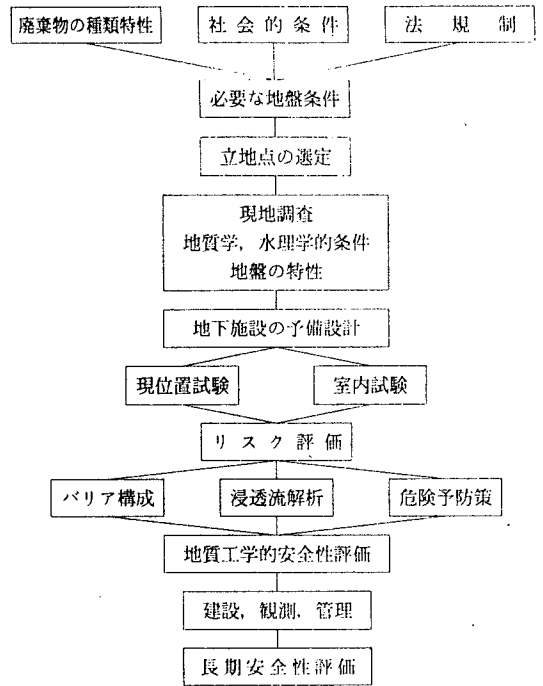 廃棄物の種類特性
社会的条件
法規制
必要な地盤条件
立地点の選定
現地調査
地質学, 水理学的条件
地盤の特性
地下施設の予備設計
現位置試験
室内試験
リスク評価
バリア構成
浸透流解析
危険予防策
地質工学的安全性評価
建設, 観測, 管理
長期安全性評価